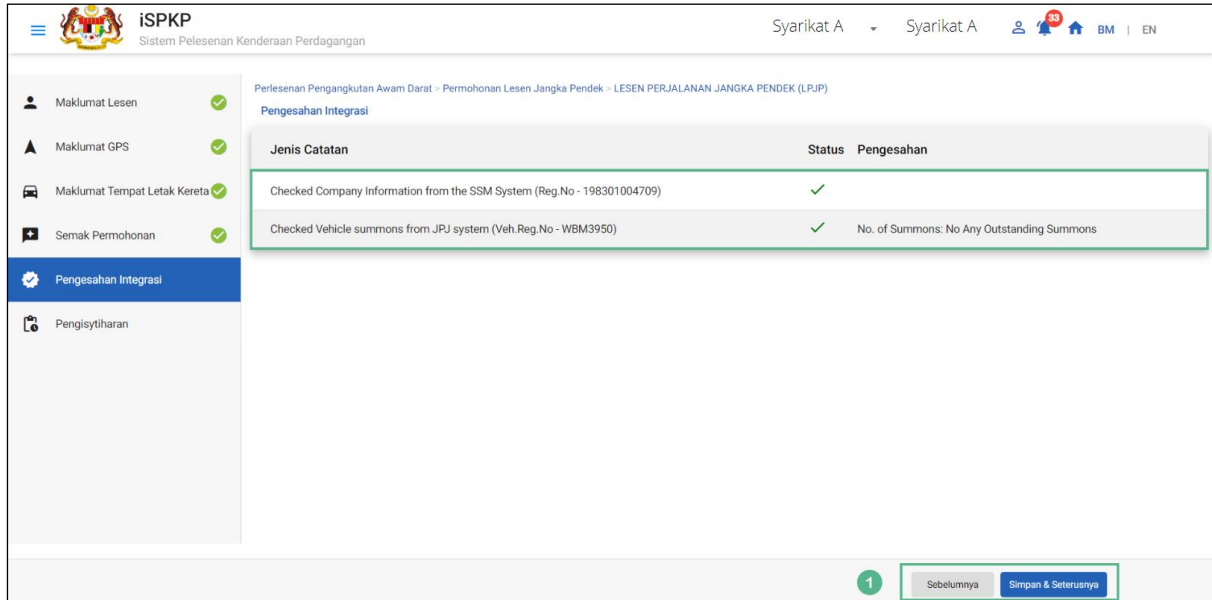 iSPKP
Sistem Pelesenan Kenderaan Perdagangan
Syarikat A
Syarikat A
33
BM | EN
Maklumat Lesen
Maklumat GPS
Maklumat Tempat Letak Kereta
Semak Permohonan
Pengesahan Integrasi
Pengisytiharan
Perlesenan Pengangkutan Awam Darat > Permohonan Lesen Jangka Pendek > LESEN PERJALANAN JANGKA PENDEK (LPJP)
Pengesahan Integrasi
Jenis Catatan Status Pengesahan
Checked Company Information from the SSM System (Reg.No - 198301004709)
Checked Vehicle summons from JPJ system (Veh.Reg.No - WBM3950) No. of Summons: No Any Outstanding Summons
1
Sebelumnya
Simpan & Seterusnya